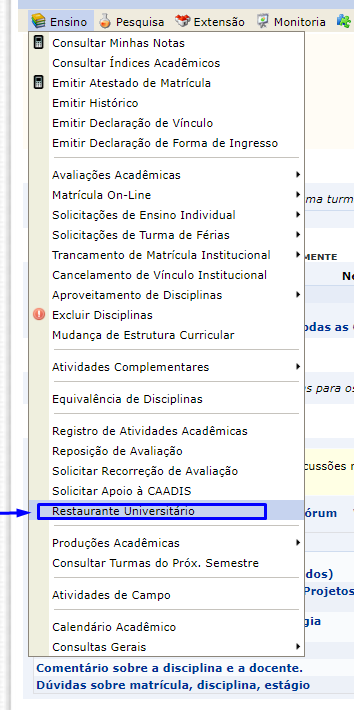 Ensino Pesquisa Extensão Monitoria
Consultar Minhas Notas
Consultar Índices Acadêmicos
Emitir Atestado de Matrícula
Emitir Histórico
Emitir Declaração de Vínculo
Emitir Declaração de Forma de Ingresso
Avaliações Acadêmicas
Matrícula On-Line
ma turm
Solicitações de Ensino Individual
Solicitações de Turma de Férias
Trancamento de Matrícula Institucional
MENTE
Cancelamento de Vínculo Institucional
No
Aproveitamento de Disciplinas
Excluir Disciplinas
odas as
Mudança de Estrutura Curricular
Atividades Complementares
s para os
Equivalência de Disciplinas
Registro de Atividades Acadêmicas
Reposição de Avaliação
Solicitar Recorreção de Avaliação
cussões
Solicitar Apoio à CAADIS
Restaurante Universitário
órum
Produções Acadêmicas
Consultar Turmas do Próx. Semestre
dos)
Atividades de Campo
Projetos
Calendário Acadêmico
gia
Consultas Gerais
Comentário sobre a disciplina e a docente.
Dúvidas sobre matrícula, disciplina, estágio